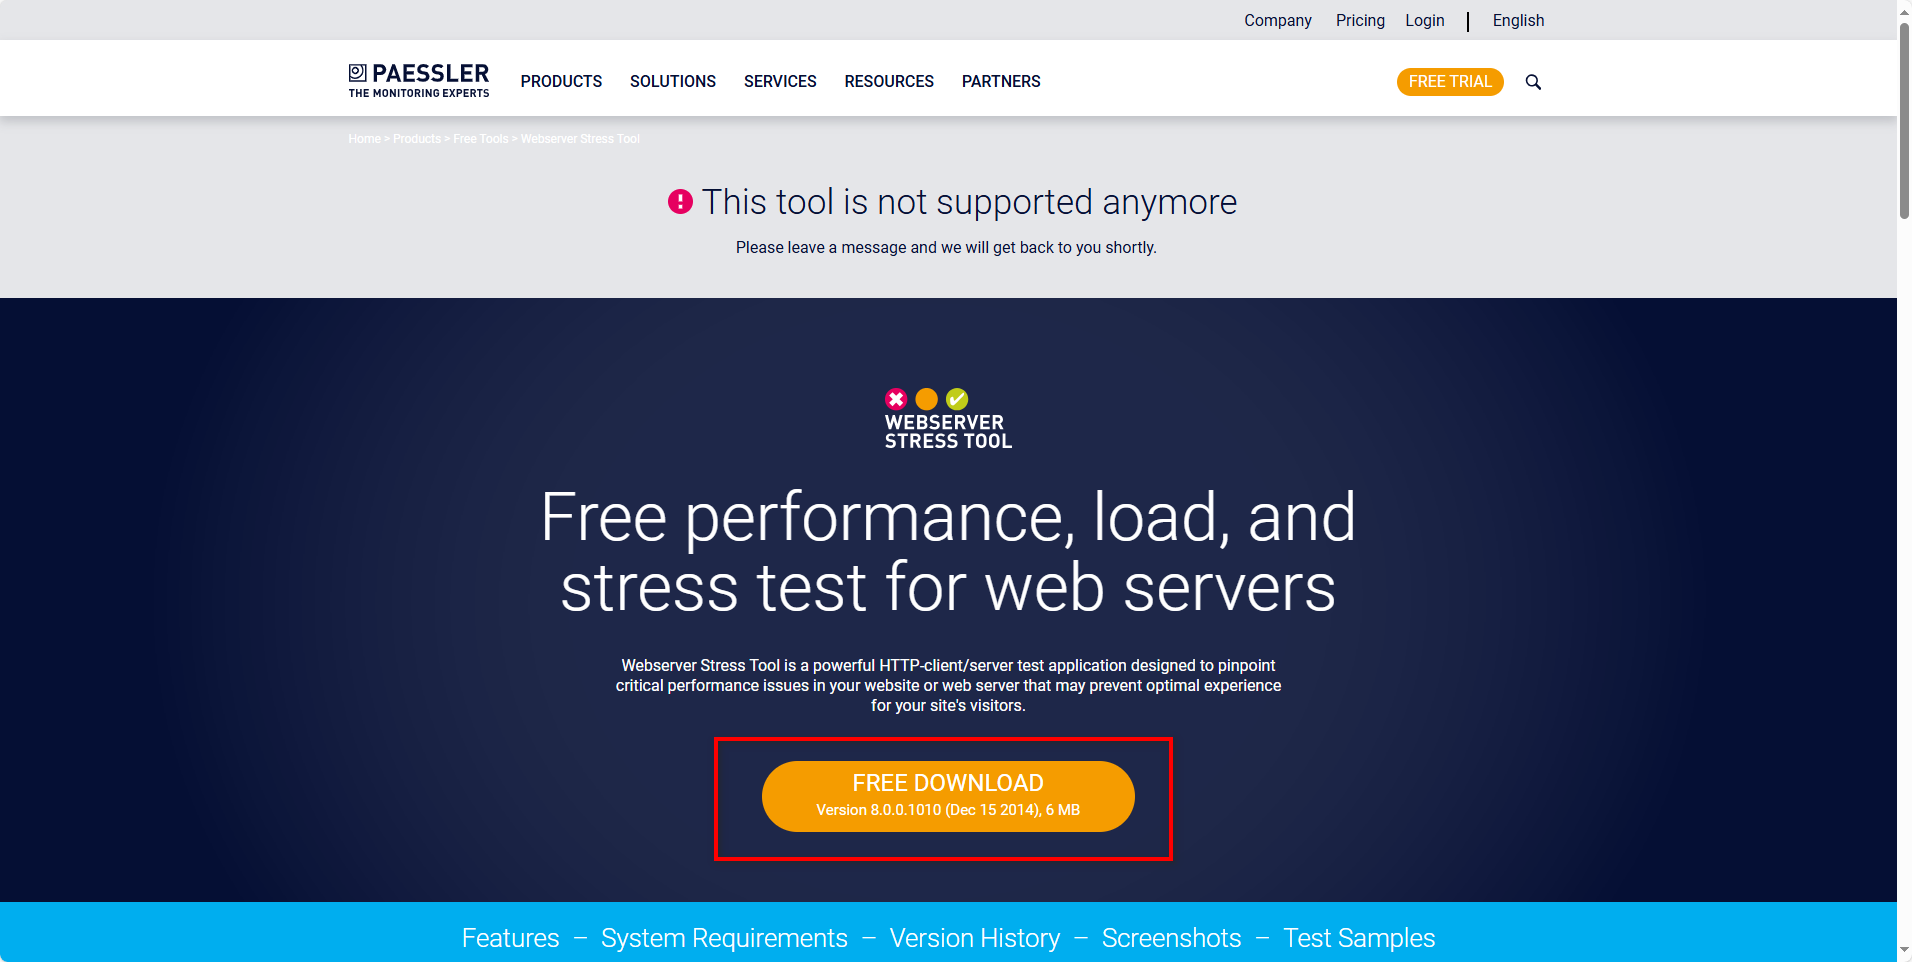 Company Pricing Login | English
PAESSLER
THE MONITORING EXPERTS
PRODUCTS SOLUTIONS SERVICES RESOURCES PARTNERS FREE TRIAL
Home > Products > Free Tools > Webserver Stress Tool
This tool is not supported anymore
Please leave a message and we will get back to you shortly.
WEBSERVER
STRESS TOOL
Free performance, load, and
stress test for web servers
Webserver Stress Tool is a powerful HTTP-client/server test application designed to pinpoint
critical performance issues in your website or web server that may prevent optimal experience
for your site's visitors.
FREE DOWNLOAD
Version 8.0.0.1010 (Dec 15 2014), 6 MB
Features – System Requirements – Version History – Screenshots – Test Samples